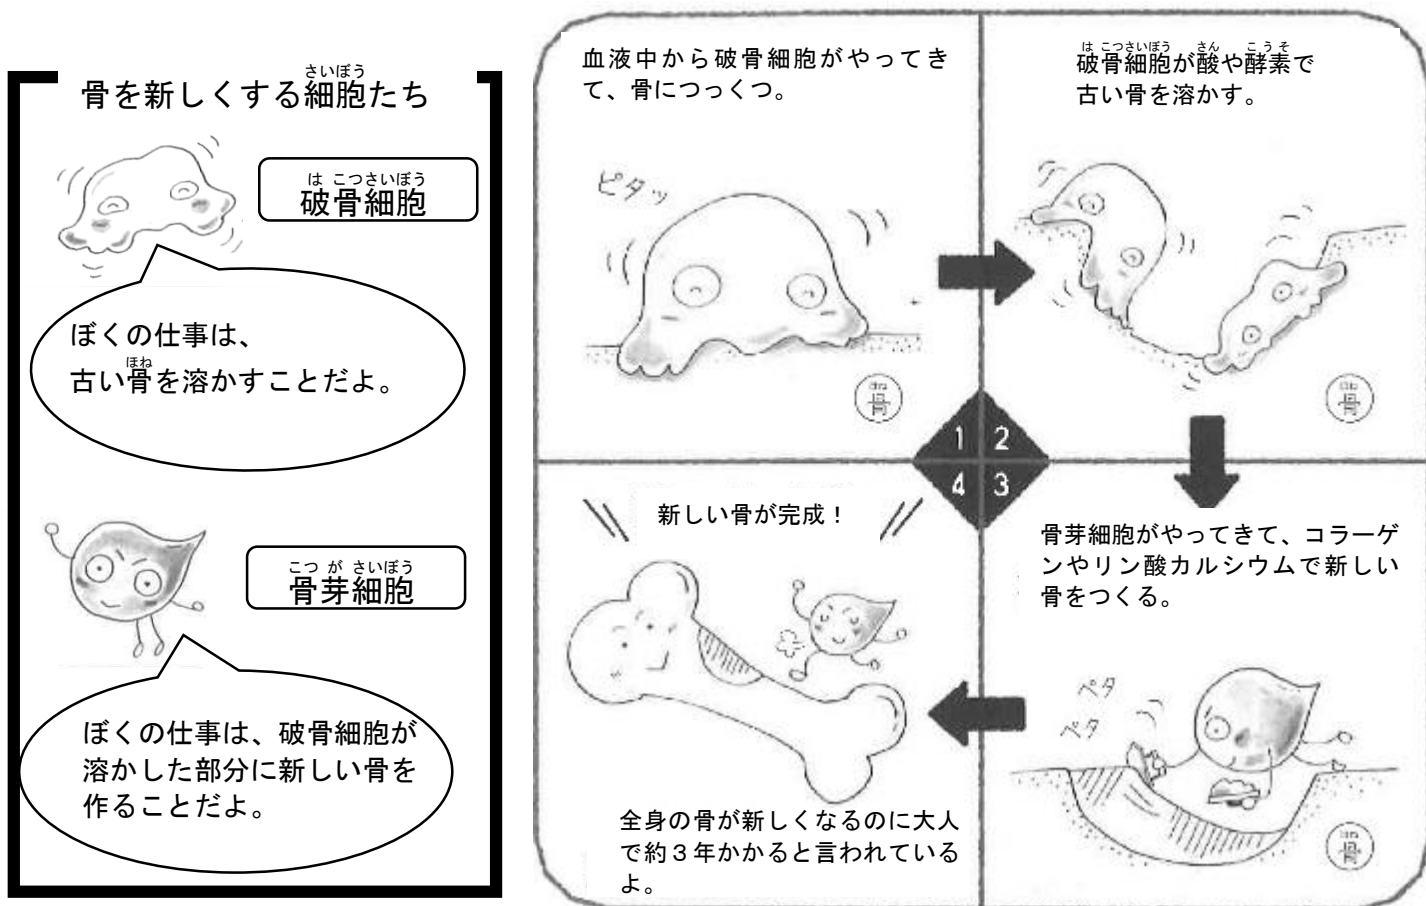 骨を新しくする細胞たち
さいぼう
破骨細胞
はこつさいぼう
ぼくの仕事は、
古い骨を溶かすことだよ。
ほね
骨芽細胞
こつがさいぼう
ぼくの仕事は、破骨細胞が
溶かした部分に新しい骨を
作ることだよ。
血液中から破骨細胞がやってき
て、骨につっくつ。
ピタッ
骨
ほね
1
破骨細胞が酸や酵素で
はこつさいぼう さん こうそ
古い骨を溶かす。
骨
ほね
2
骨芽細胞がやってきて、コラーゲ
ンやリン酸カルシウムで新しい
骨をつくる。
ペタ
ペタ
骨
ほね
3
4
新しい骨が完成！
全身の骨が新しくなるのに大人
で約３年かかると言われている
よ。